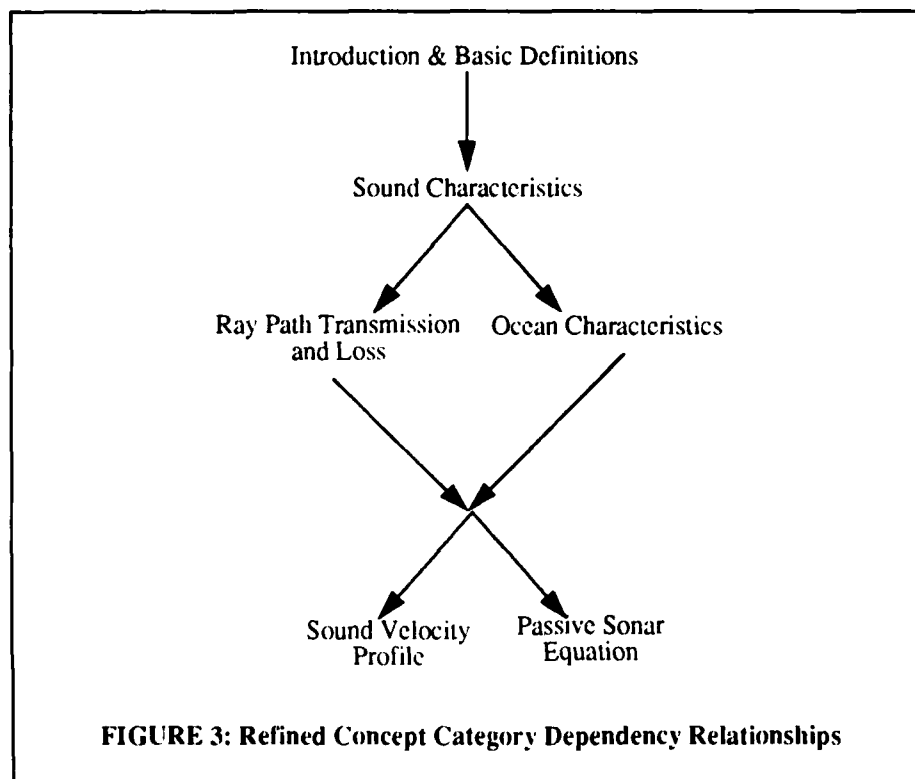 Introduction & Basic Definitions
Sound Characteristics
Ray Path Transmission
and Loss
Ocean Characteristics
Sound Velocity
Profile
Passive Sonar
Equation
FIGURE 3: Refined Concept Category Dependency Relationships